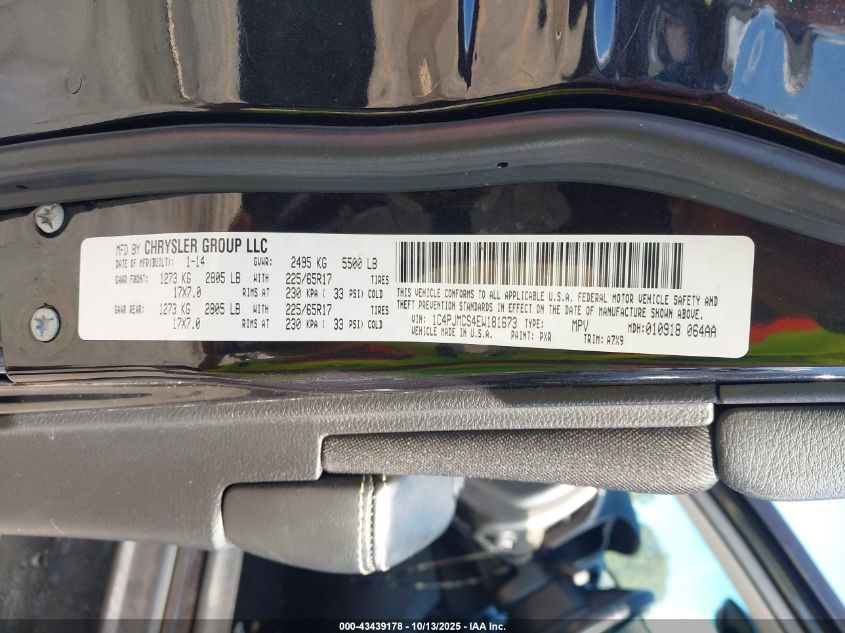 MFD BY CHRYSLER GROUP LLC
DATE OF MFR(BUILT): 1-14 GVWR: 2495 KG 5500 LB
GAWR FRONT: 1273 KG 2805 LB WITH 225/65R17 TIRES
17X7.0 RIMS AT 230 KPA ( 33 PSI) COLD
GAWR REAR: 1273 KG 2805 LB WITH 225/65R17 TIRES
17X7.0 RIMS AT 230 KPA ( 33 PSI) COLD
THIS VEHICLE CONFORMS TO ALL APPLICABLE U.S.A. FEDERAL MOTOR VEHICLE SAFETY AND
THEFT PREVENTION STANDARDS IN EFFECT ON THE DATE OF MANUFACTURE SHOWN ABOVE.
VIN: 1C4PJMCS4EW181673 TYPE: MPV MDH: 010918 064AA
VEHICLE MADE IN U.S.A. PAINT: PXR TRIM: A7X9
000-43439178 - 10/13/2025 - IAA Inc.